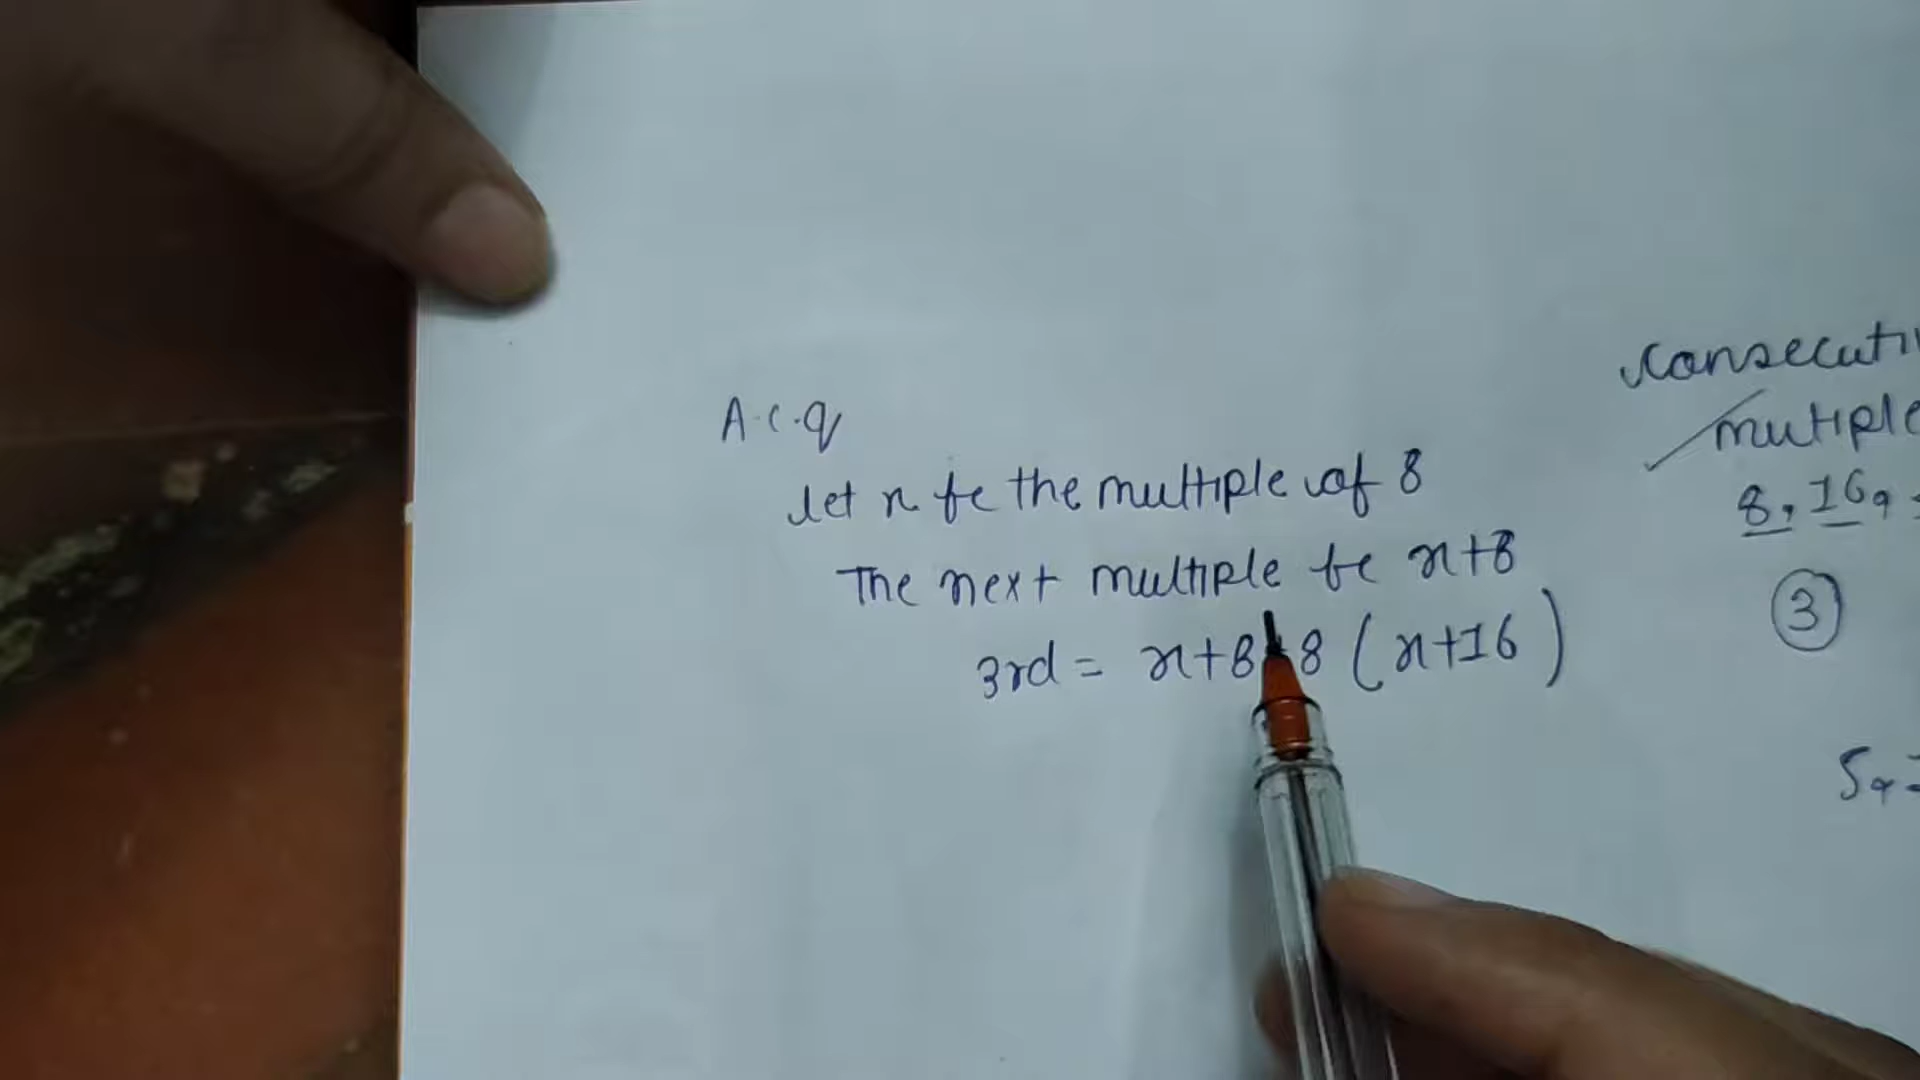 A.C.q
let x be the multiple of 8
The next multiple be x+8
3rd = x+8+8 (x+16)
multiple
8, 16,
3